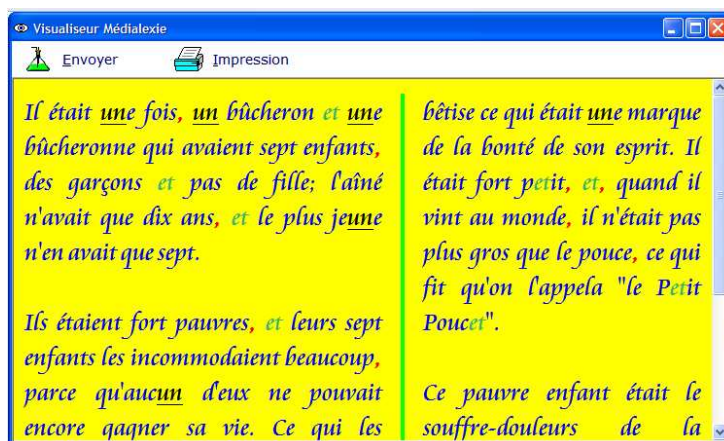 Visualiseur Médialexie
Envoyer
Impression
Il était une fois, un bûcheron et une
bûcheronne qui avaient sept enfants,
des garçons et pas de fille; l'aîné
n'avait que dix ans, et le plus jeune
n'en avait que sept.
Ils étaient fort pauvres, et leurs sept
enfants les incommodaient beaucoup,
parce qu'aucun d'eux ne pouvait
encore gagner sa vie. Ce qui les
bêtise ce qui était une marque
de la bonté de son esprit. Il
était fort petit, et, quand il
vint au monde, il n'était pas
plus gros que le pouce, ce qui
fit qu'on l'appela "le Petit
Poucet".
Ce pauvre enfant était le
souffre-douleurs de la